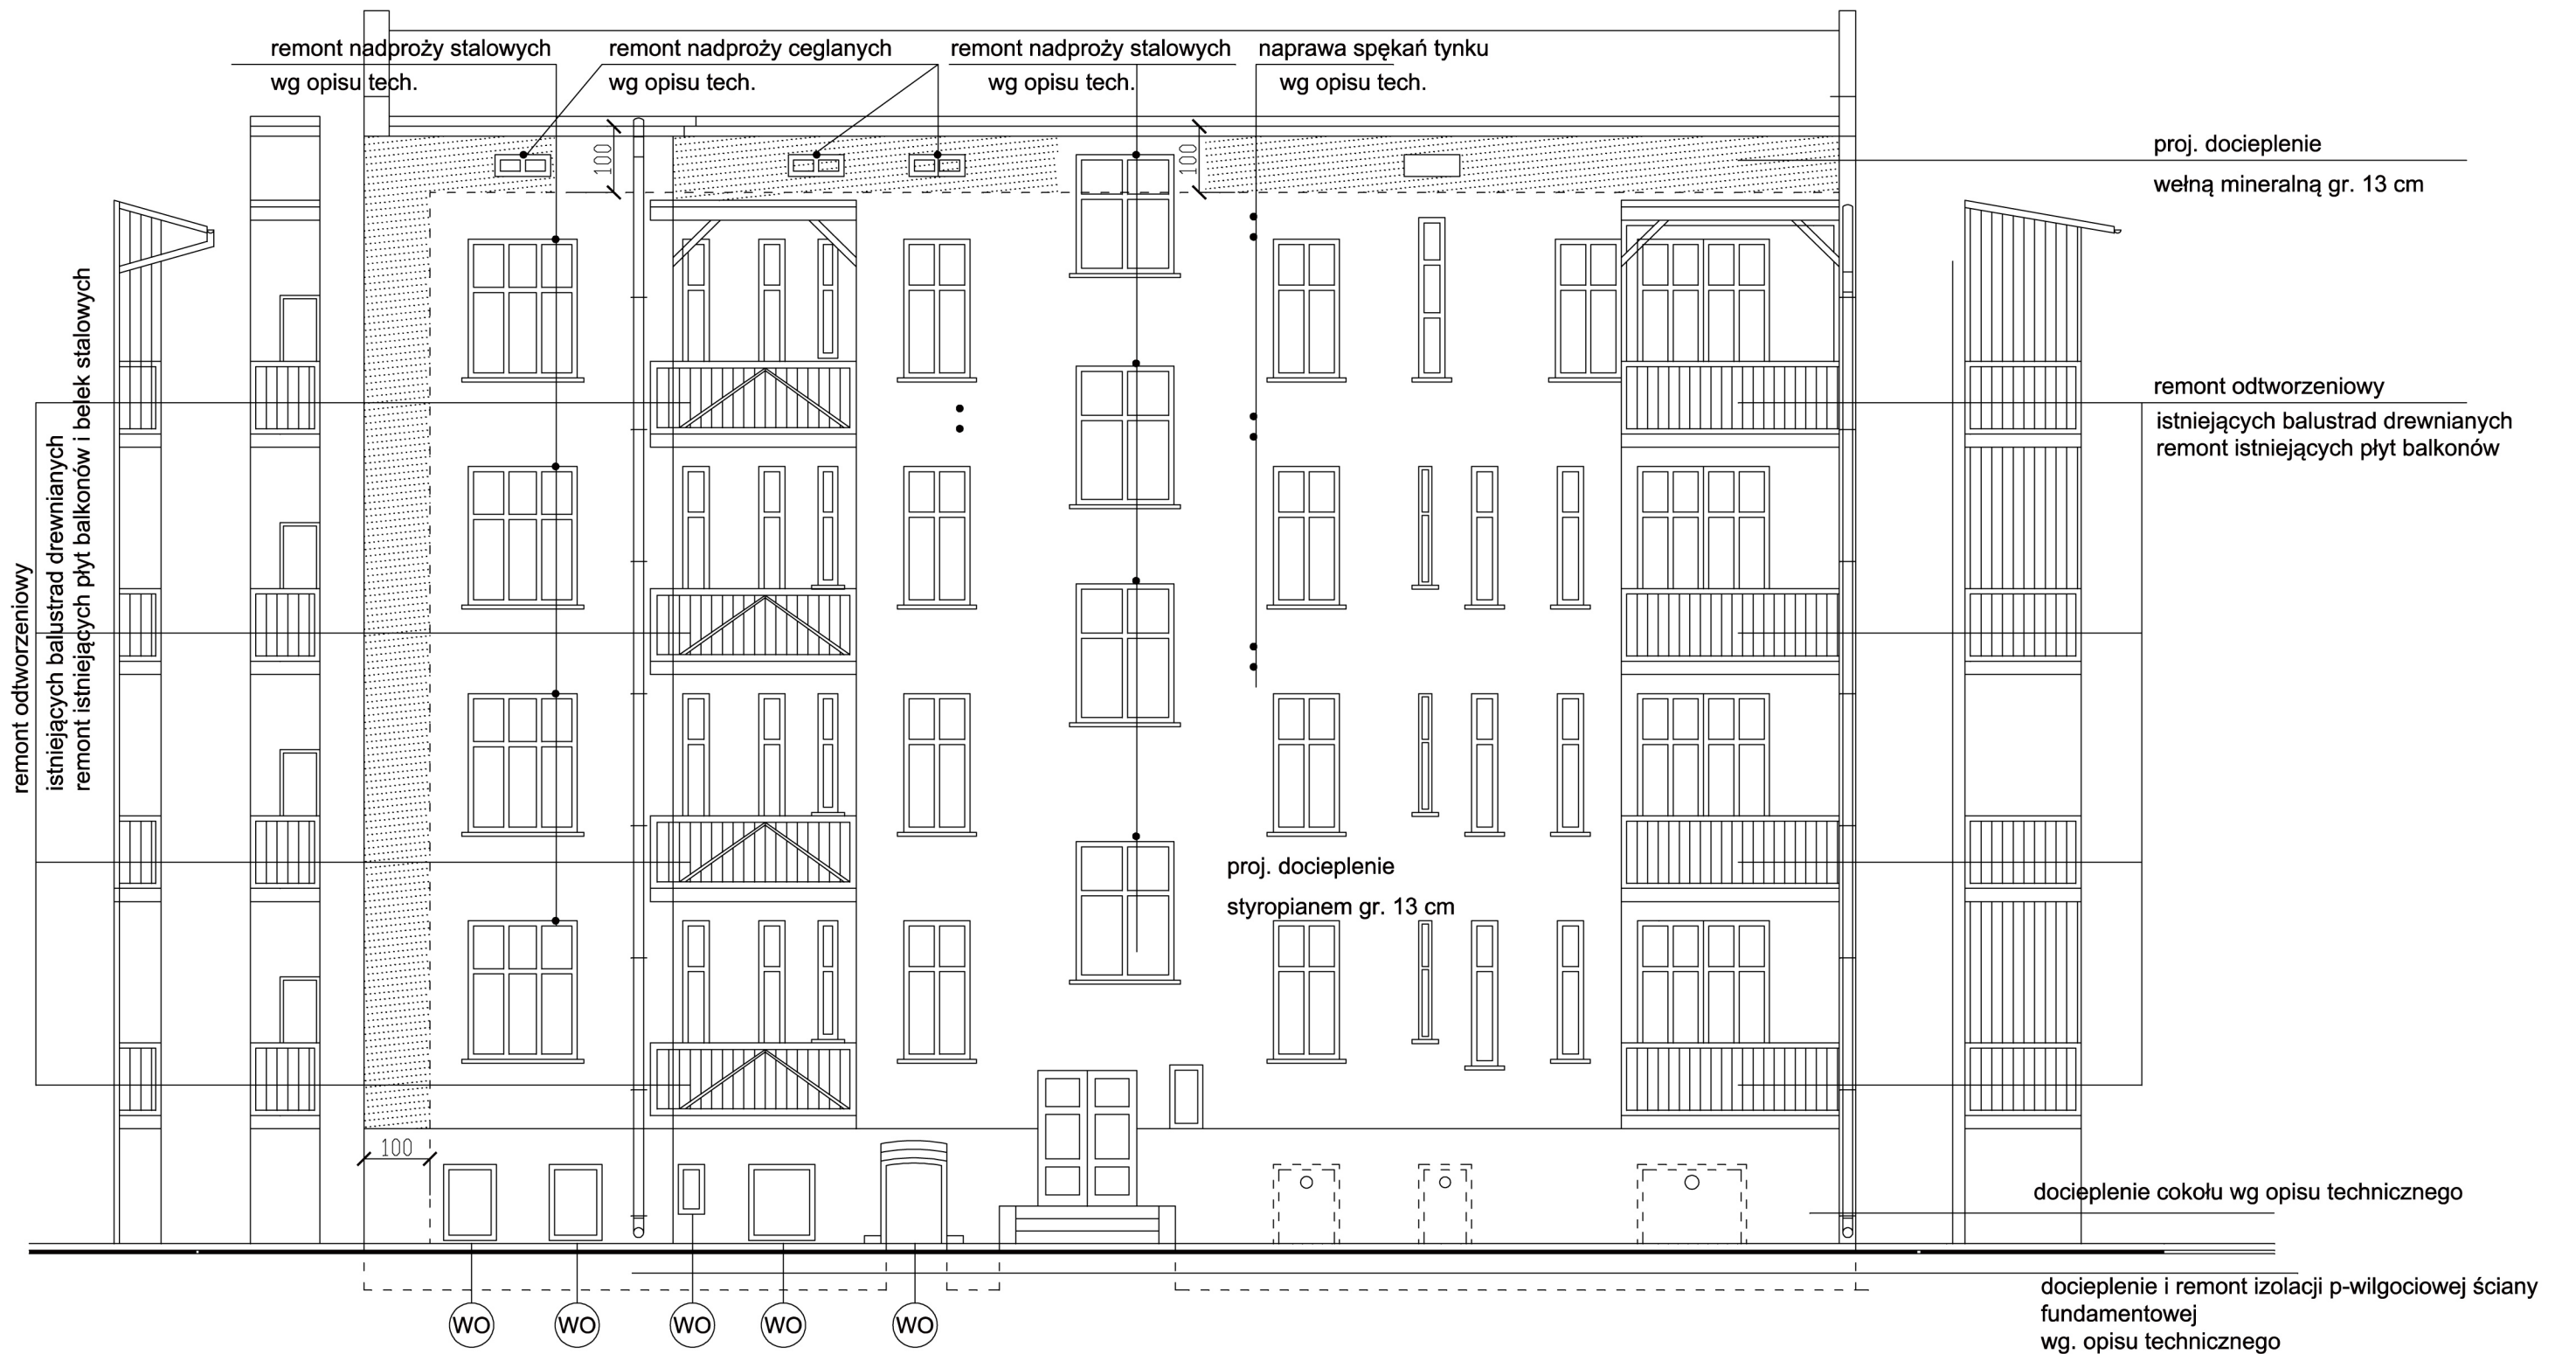 remont nadproży stalowych
wg opisu tech.
remont nadproży ceglanych
wg opisu tech.
remont nadproży stalowych
wg opisu tech.
naprawa spękań tynku
wg opisu tech.
100
100
proj. docieplenie
wełną mineralną gr. 13 cm
remont odtworzeniowy
istniejących balustrad drewnianych
remont istniejących płyt balkonów i belek stalowych
remont odtworzeniowy
istniejących balustrad drewnianych
remont istniejących płyt balkonów
proj. docieplenie
styropianem gr. 13 cm
100
docieplenie cokołu wg opisu technicznego
docieplenie i remont izolacji p-wilgociowej ściany
fundamentowej
wg. opisu technicznego
WO
WO
WO
WO
WO